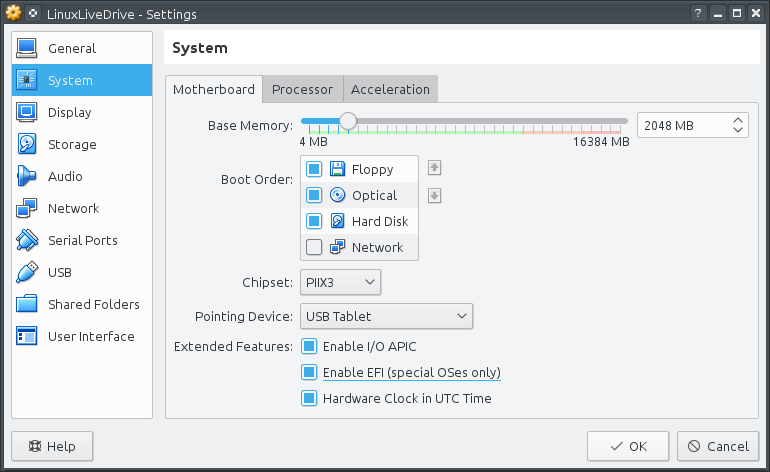 LinuxLiveDrive - Settings
General
System
Display
Storage
Audio
Network
Serial Ports
USB
Shared Folders
User Interface
System
Motherboard Processor Acceleration
Base Memory: 2048 MB
4 MB 16384 MB
Boot Order: Floppy
Optical
Hard Disk
Network
Chipset: PIIX3
Pointing Device: USB Tablet
Extended Features: Enable I/O APIC
Enable EFI (special OSes only)
Hardware Clock in UTC Time
Help OK Cancel